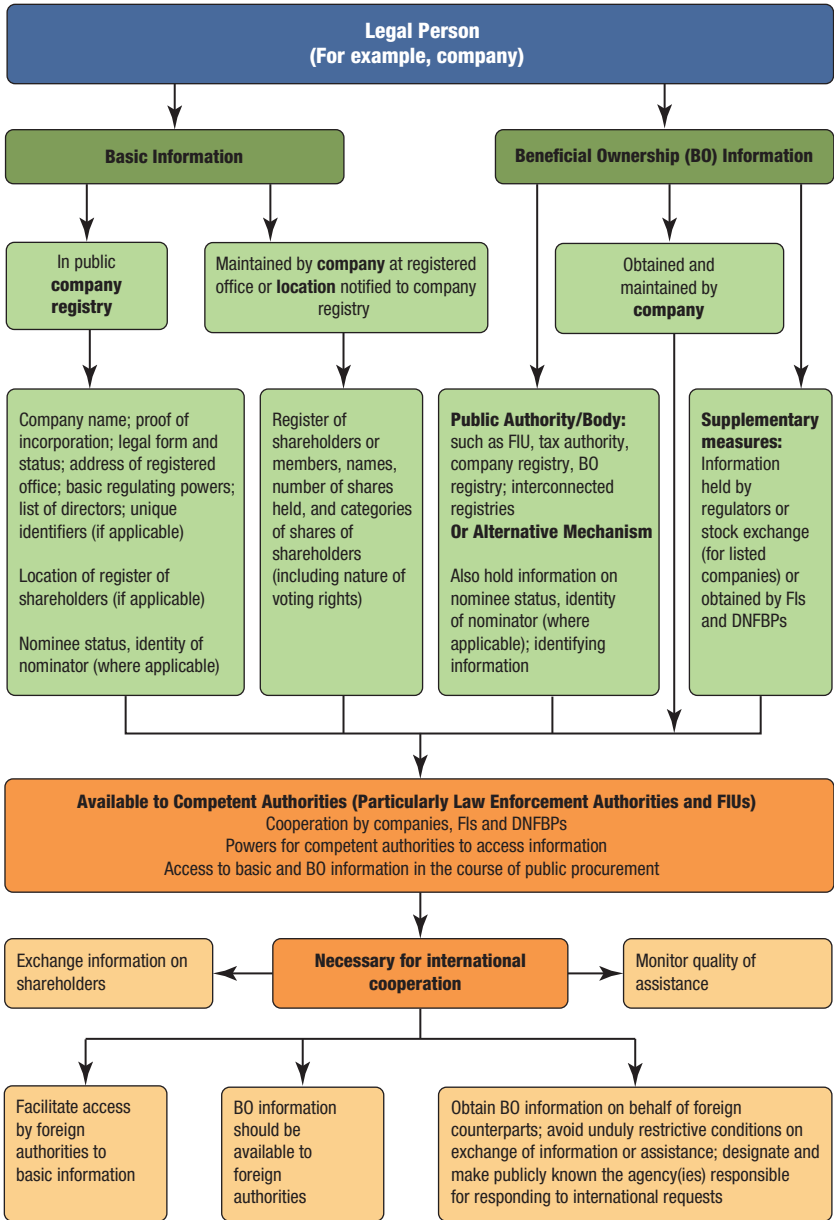 Legal Person
(For example, company)
Basic Information
Beneficial Ownership (BO) Information
In public
company
registry
Maintained by company at registered
office or location notified to company
registry
Obtained and
maintained by
company
Company name; proof of
incorporation; legal form and
status; address of registered
office; basic regulating powers;
list of directors; unique
identifiers (if applicable)
Location of register of
shareholders (if applicable)
Nominee status, identity of
nominator (where applicable)
Register of
shareholders or
members, names,
number of shares
held, and categories
of shares of
shareholders
(including nature of
voting rights)
Public Authority/Body:
such as FIU, tax authority,
company registry, BO
registry; interconnected
registries
Or Alternative Mechanism
Also hold information on
nominee status, identity
of nominator (where
applicable); identifying
information
Supplementary
measures:
Information
held by
regulators or
stock exchange
(for listed
companies) or
obtained by FIs
and DNFBPs
Available to Competent Authorities (Particularly Law Enforcement Authorities and FIUs)
Cooperation by companies, FIs and DNFBPs
Powers for competent authorities to access information
Access to basic and BO information in the course of public procurement
Exchange information on
shareholders
Necessary for international
cooperation
Monitor quality of
assistance
Facilitate access
by foreign
authorities to
basic information
BO information
should be
available to
foreign
authorities
Obtain BO information on behalf of foreign
counterparts; avoid unduly restrictive conditions on
exchange of information or assistance; designate and
make publicly known the agency(ies) responsible
for responding to international requests